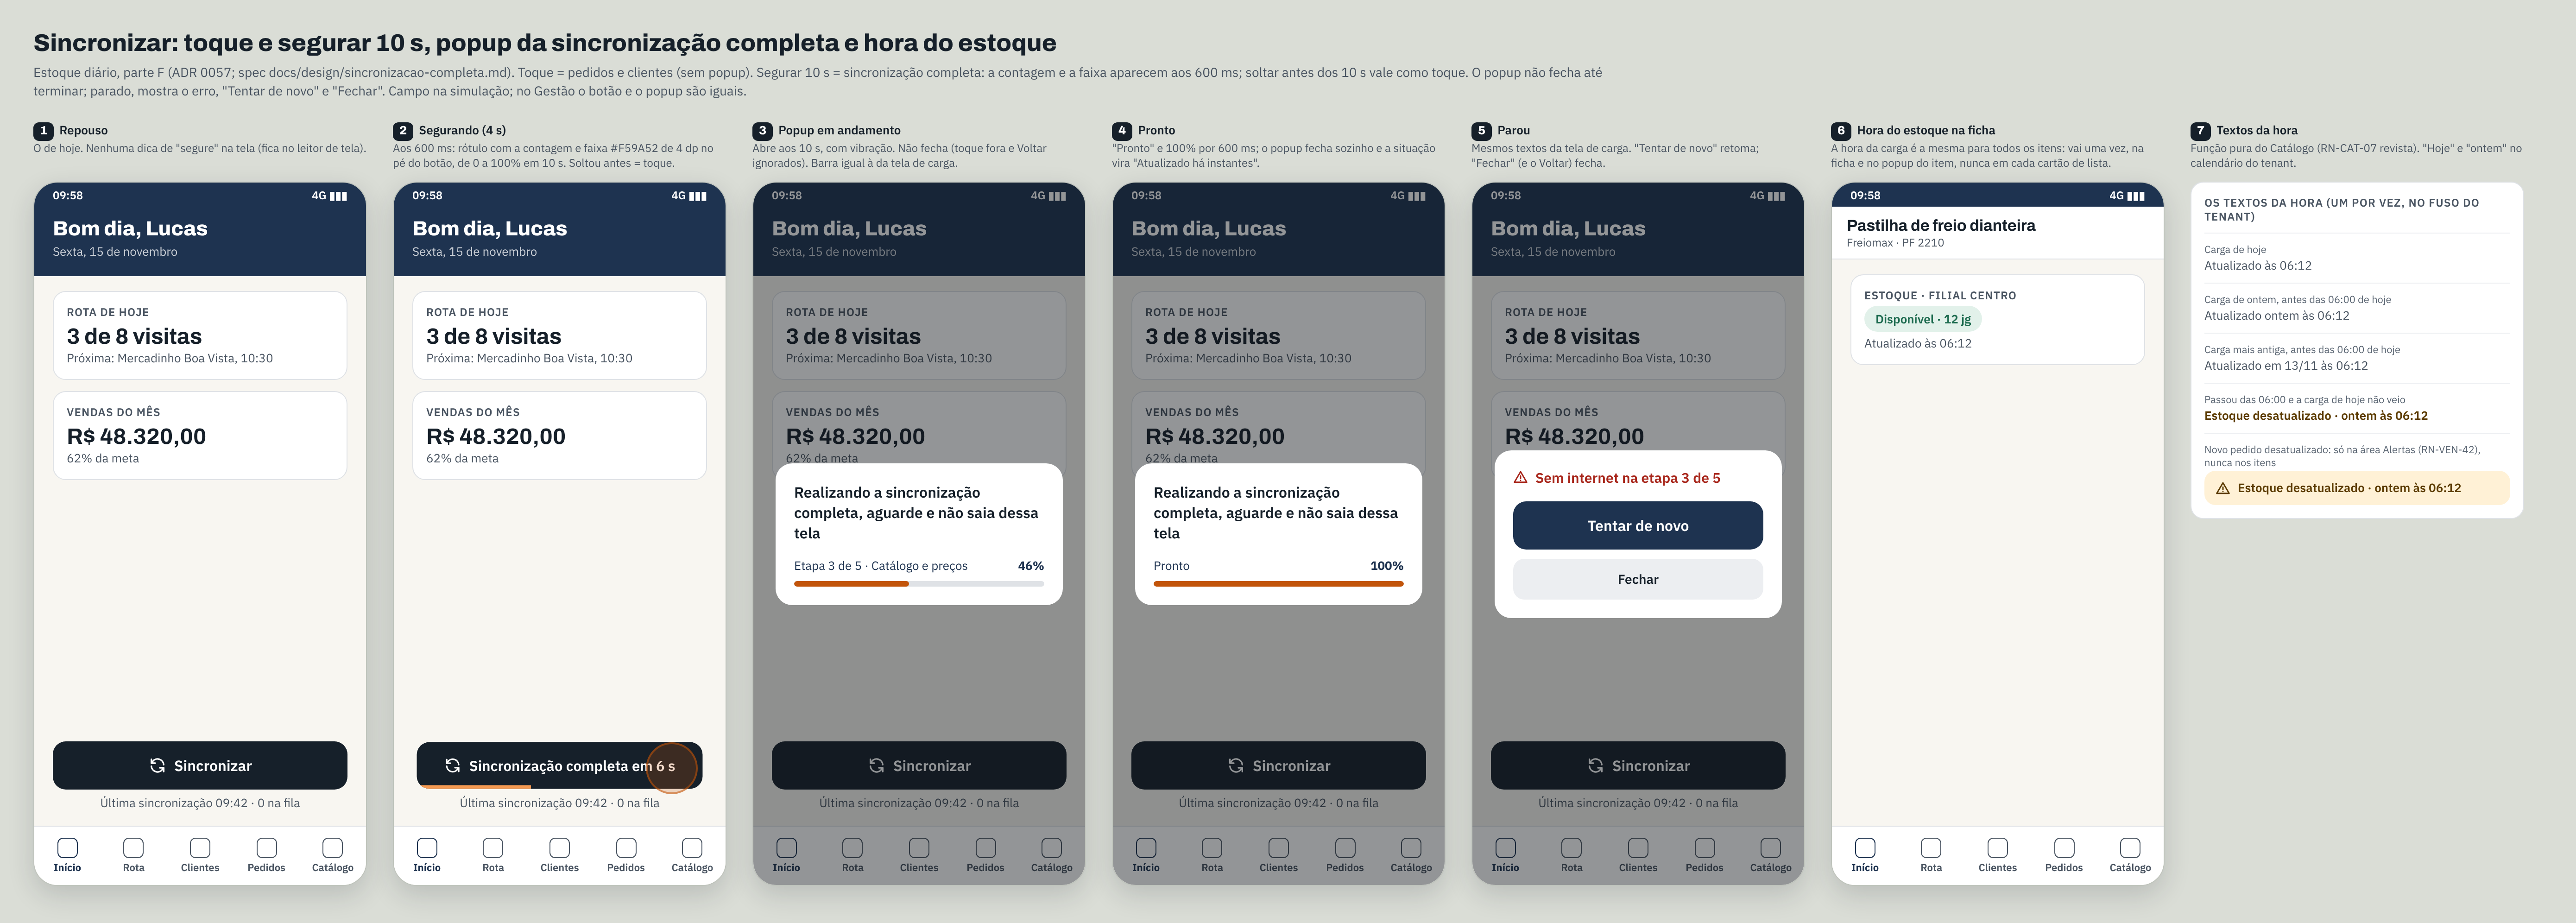 Sincronizar: toque e segurar 10 s, popup da sincronização completa e hora do estoque
Estoque diário, parte F (ADR 0057; spec docs/design/sincronizacao-completa.md). Toque = pedidos e clientes (sem popup). Segurar 10 s = sincronização completa: a contagem e a faixa aparecem aos 600 ms; soltar antes dos 10 s vale como toque. O popup não fecha até
terminar; parado, mostra o erro, "Tentar de novo" e "Fechar". Campo na simulação; no Gestão o botão e o popup são iguais.
1 Repouso
O de hoje. Nenhuma dica de "segure" na tela (fica no leitor de tela).
09:58
4G
Bom dia, Lucas
Sexta, 15 de novembro
ROTA DE HOJE
3 de 8 visitas
Próxima: Mercadinho Boa Vista, 10:30
VENDAS DO MÊS
R$ 48.320,00
62% da meta
Sincronizar
Última sincronização 09:42 · 0 na fila
Início Rota Clientes Pedidos Catálogo
2 Segurando (4 s)
Aos 600 ms: rótulo com a contagem e faixa #F59A52 de 4 dp no
pé do botão, de 0 a 100% em 10 s. Soltou antes = toque.
09:58
4G
Bom dia, Lucas
Sexta, 15 de novembro
ROTA DE HOJE
3 de 8 visitas
Próxima: Mercadinho Boa Vista, 10:30
VENDAS DO MÊS
R$ 48.320,00
62% da meta
Sincronização completa em 6 s
Última sincronização 09:42 · 0 na fila
Início Rota Clientes Pedidos Catálogo
3 Popup em andamento
Abre aos 10 s, com vibração. Não fecha (toque fora e Voltar
ignorados). Barra igual à da tela de carga.
09:58
4G
Bom dia, Lucas
Sexta, 15 de novembro
ROTA DE HOJE
3 de 8 visitas
Próxima: Mercadinho Boa Vista, 10:30
VENDAS DO MÊS
R$ 48.320,00
62% da meta
Realizando a sincronização
completa, aguarde e não saia dessa
tela
Etapa 3 de 5 · Catálogo e preços 46%
Sincronizar
Última sincronização 09:42 · 0 na fila
Início Rota Clientes Pedidos Catálogo
4 Pronto
"Pronto" e 100% por 600 ms; o popup fecha sozinho e a situação
vira "Atualizado há instantes".
09:58
4G
Bom dia, Lucas
Sexta, 15 de novembro
ROTA DE HOJE
3 de 8 visitas
Próxima: Mercadinho Boa Vista, 10:30
VENDAS DO MÊS
R$ 48.320,00
62% da meta
Realizando a sincronização
completa, aguarde e não saia dessa
tela
Pronto 100%
Sincronizar
Última sincronização 09:42 · 0 na fila
Início Rota Clientes Pedidos Catálogo
5 Parou
Mesmos textos da tela de carga. "Tentar de novo" retoma;
"Fechar" (e o Voltar) fecha.
09:58
4G
Bom dia, Lucas
Sexta, 15 de novembro
ROTA DE HOJE
3 de 8 visitas
Próxima: Mercadinho Boa Vista, 10:30
VENDAS DO MÊS
R$ 48.320,00
Sem internet na etapa 3 de 5
Tentar de novo
Fechar
Sincronizar
Última sincronização 09:42 · 0 na fila
Início Rota Clientes Pedidos Catálogo
6 Hora do estoque na ficha
A hora da carga é a mesma para todos os itens: vai uma vez, na
ficha e no popup do item, nunca em cada cartão de lista.
09:58
4G
Pastilha de freio dianteira
Freiomax · PF 2210
ESTOQUE · FILIAL CENTRO
Disponível · 12 jg
Atualizado às 06:12
Início Rota Clientes Pedidos Catálogo
7 Textos da hora
Função pura do Catálogo (RN-CAT-07 revista). "Hoje" e "ontem" no
calendário do tenant.
OS TEXTOS DA HORA (UM POR VEZ, NO FUSO DO
TENANT)
Carga de hoje
Atualizado às 06:12
Carga de ontem, antes das 06:00 de hoje
Atualizado ontem às 06:12
Carga mais antiga, antes das 06:00 de hoje
Atualizado em 13/11 às 06:12
Passou das 06:00 e a carga de hoje não veio
Estoque desatualizado · ontem às 06:12
Novo pedido desatualizado: só na área Alertas (RN-VEN-42),
nunca nos itens
Estoque desatualizado · ontem às 06:12